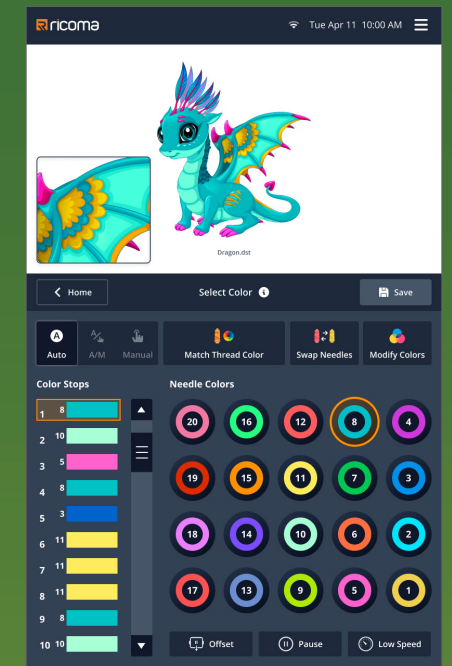 ricoma
Tue Apr 11 10:00 AM
Dragon.dst
Home
Select Color
Save
Auto
A/M
Manual
Match Thread Color
Swap Needles
Modify Colors
Color Stops
Needle Colors
1 8
2 10
3 5
4 8
5 3
6 11
7 11
8 11
9 8
10 10
20 16 12 8 4
19 15 11 7 3
18 14 10 6 2
17 13 9 5 1
Offset
Pause
Low Speed